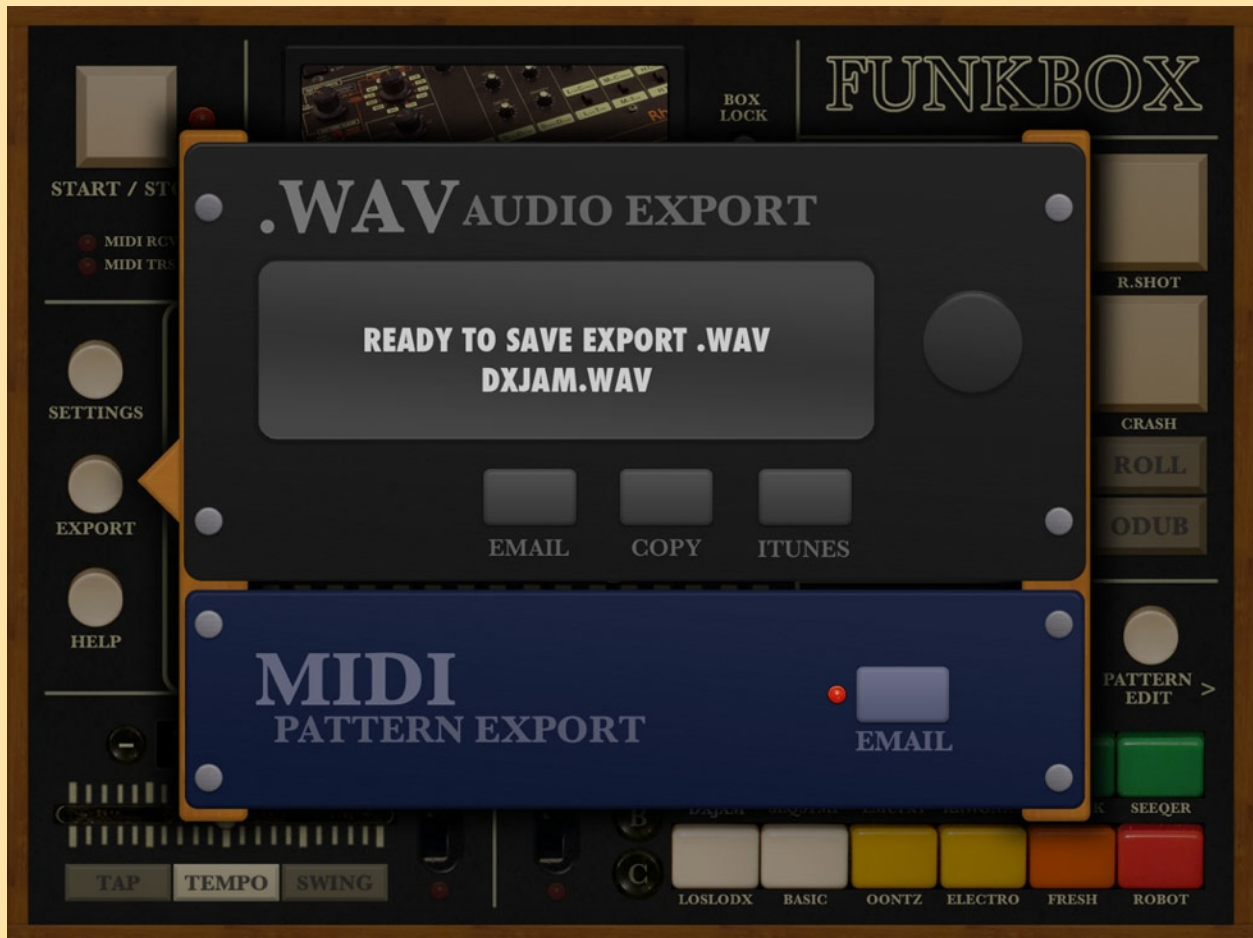 FUNKBOX
BOX
LOCK
START / STO
MIDI RCV
MIDI TRS
.WAV AUDIO EXPORT
READY TO SAVE EXPORT .WAV
DXJAM.WAV
R.SHOT
CRASH
ROLL
ODUB
SETTINGS
EXPORT
HELP
EMAIL COPY ITUNES
MIDI
PATTERN EXPORT
EMAIL
PATTERN
EDIT >
DXJAM
K SEEQER
B
C
TAP TEMPO SWING
LOSLODX BASIC OONTZ ELECTRO FRESH ROBOT